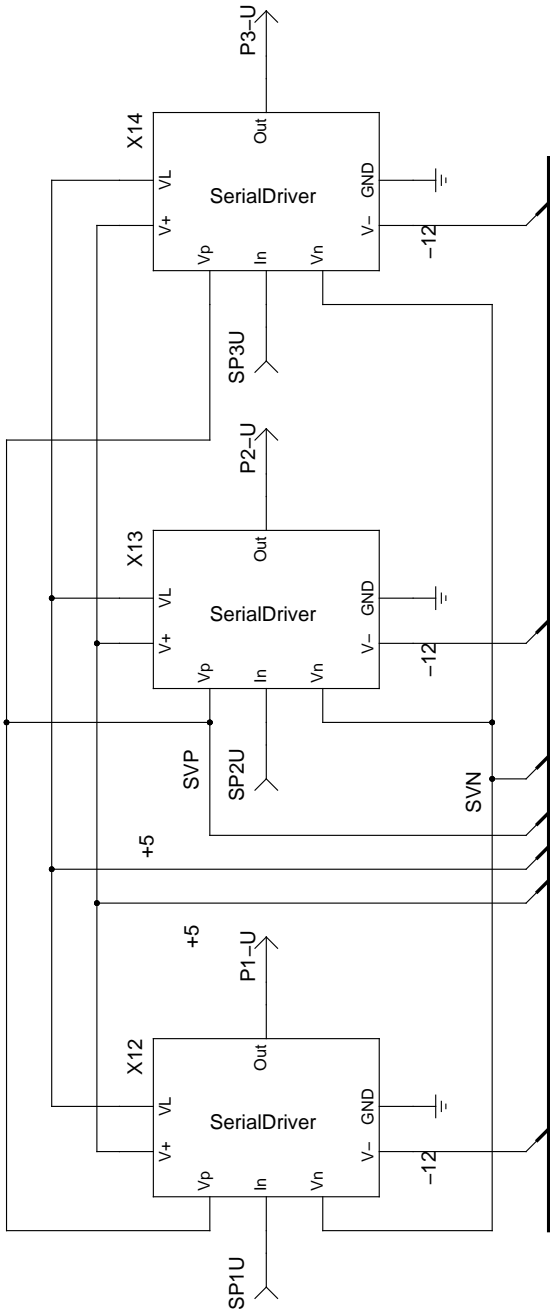 SP1U
X12
Vp
V+
VL
In
SerialDriver
Out
Vn
V−
GND
−12
P1−U
+5
+5
SVP
SP2U
SVN
X13
Vp
V+
VL
In
SerialDriver
Out
Vn
V−
GND
−12
P2−U
SP3U
X14
Vp
V+
VL
In
SerialDriver
Out
Vn
V−
GND
−12
P3−U